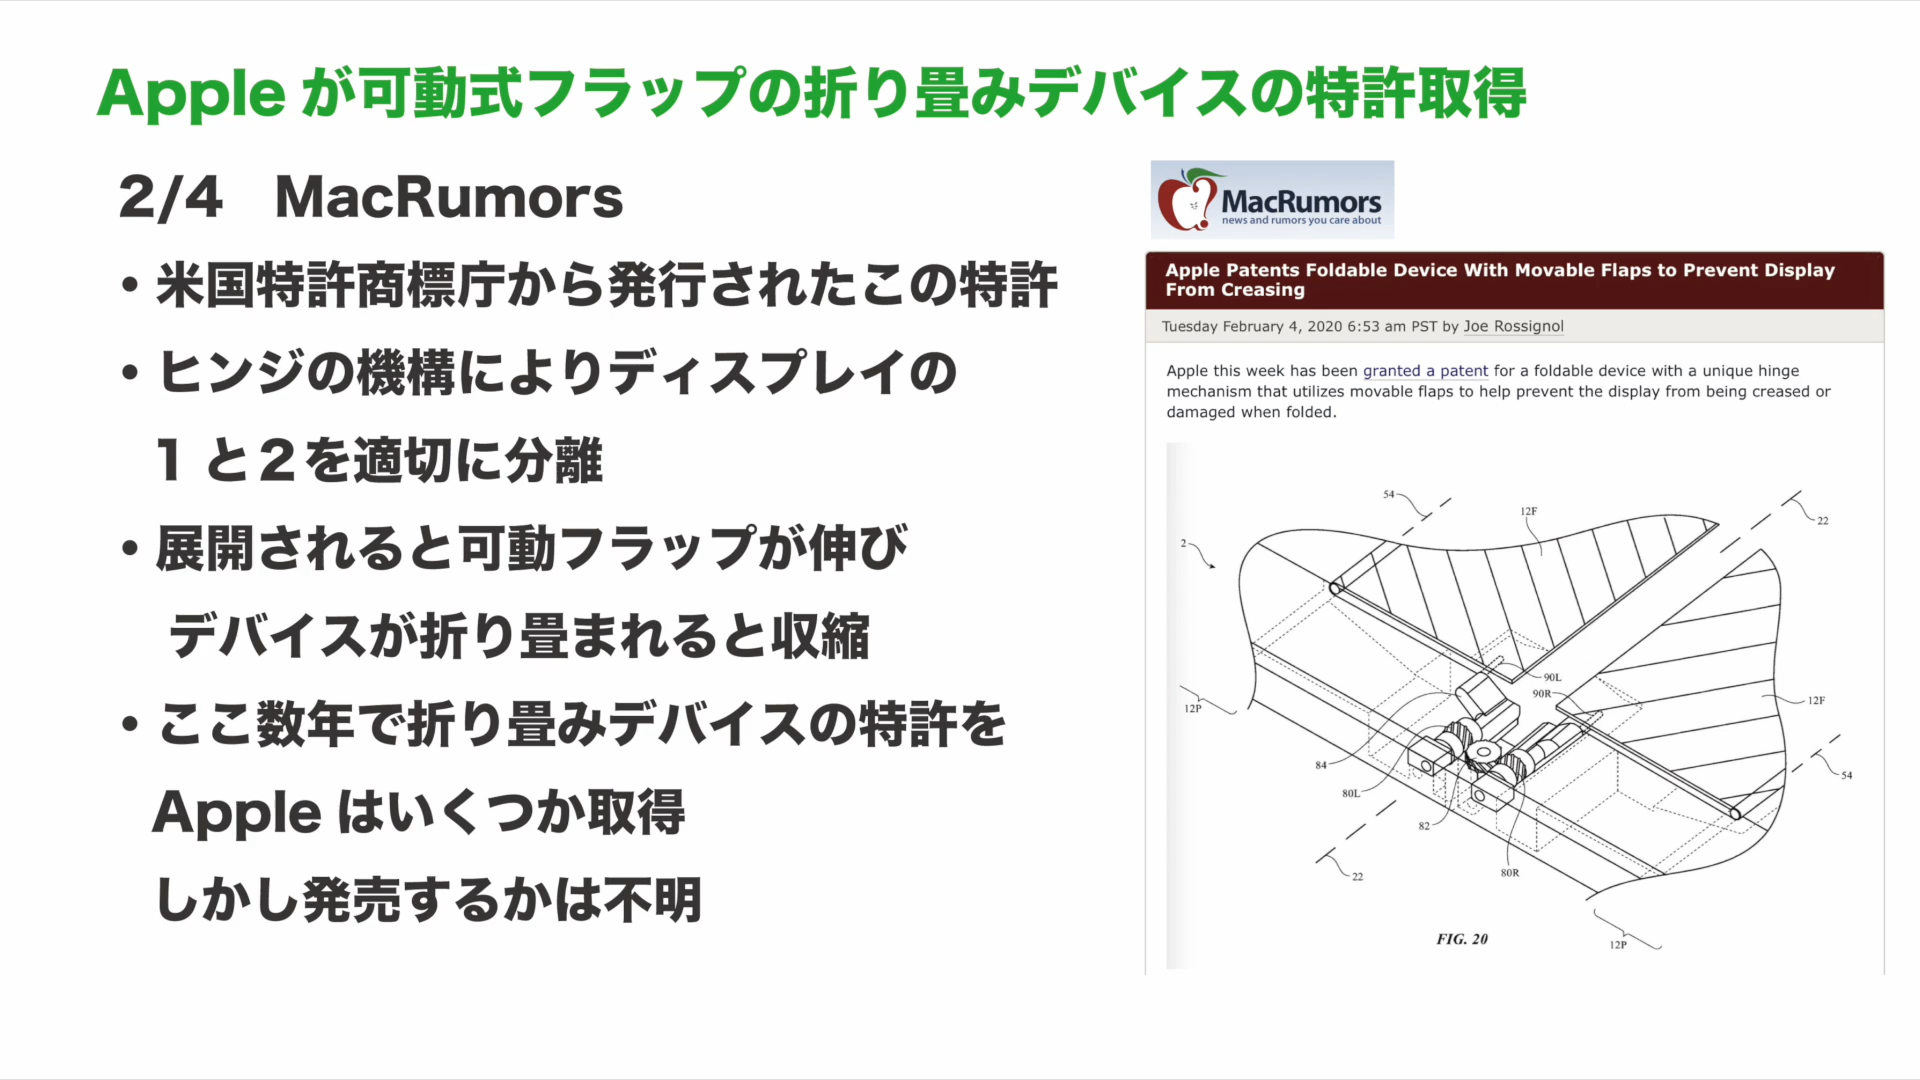 Appleが可動式フラップの折り畳みデバイスの特許取得
2/4　MacRumors
・米国特許商標庁から発行されたこの特許
・ヒンジの機構によりディスプレイの
１と２を適切に分離
・展開されると可動フラップが伸び
デバイスが折り畳まれると収縮
・ここ数年で折り畳みデバイスの特許を
Appleはいくつか取得
しかし発売するかは不明
MacRumors
news and rumors you care about
Apple Patents Foldable Device With Movable Flaps to Prevent Display
From Creasing
Tuesday February 4, 2020 6:53 am PST by Joe Rossignol
Apple this week has been granted a patent for a foldable device with a unique hinge
mechanism that utilizes movable flaps to help prevent the display from being creased or
damaged when folded.
54
12F
22
2
90L
90R
12P
12F
84
54
80L
82
80R
22
12P
FIG. 20